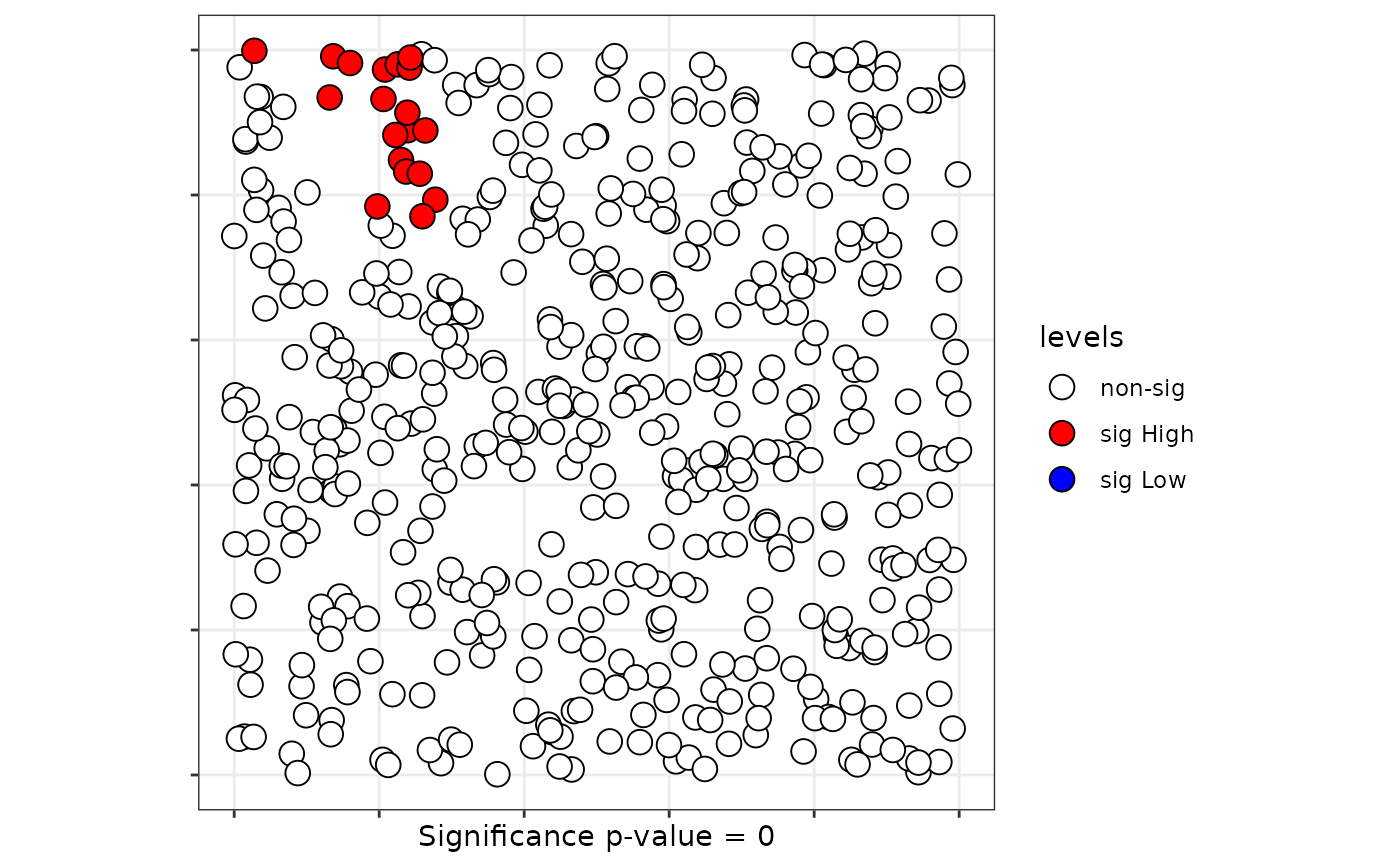 levels
non-sig
sig High
sig Low
Significance p-value = 0